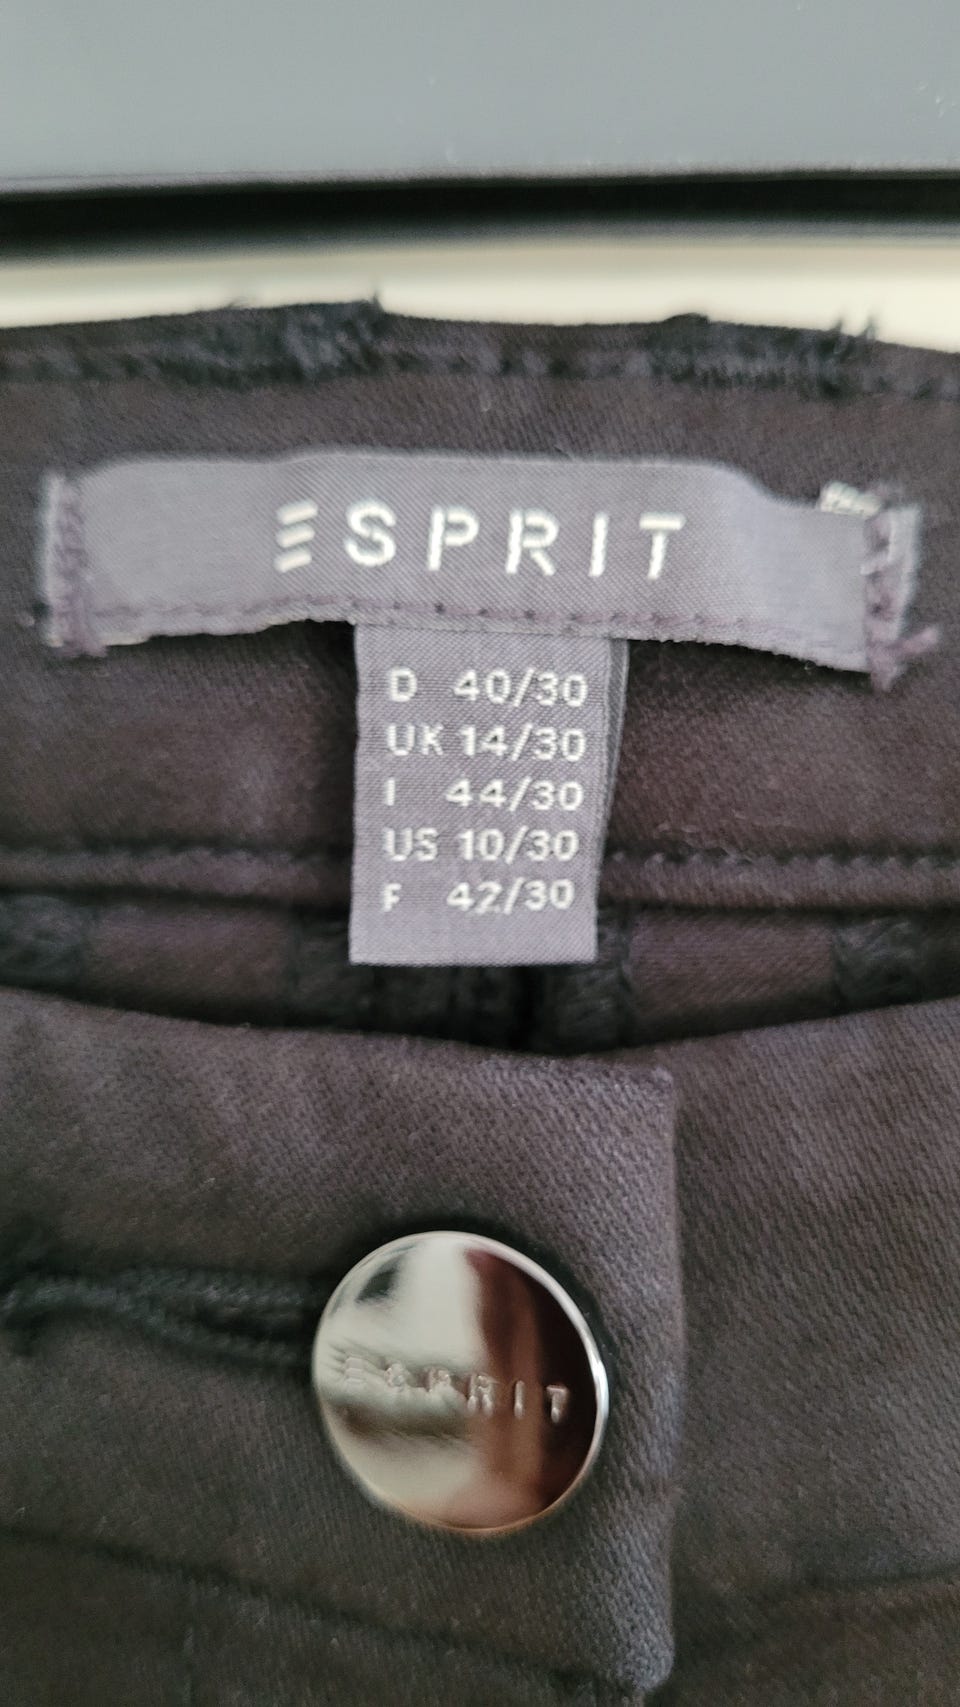 ESPRIT
D 40/30
UK 14/30
I 44/30
US 10/30
F 42/30
ESPRIT